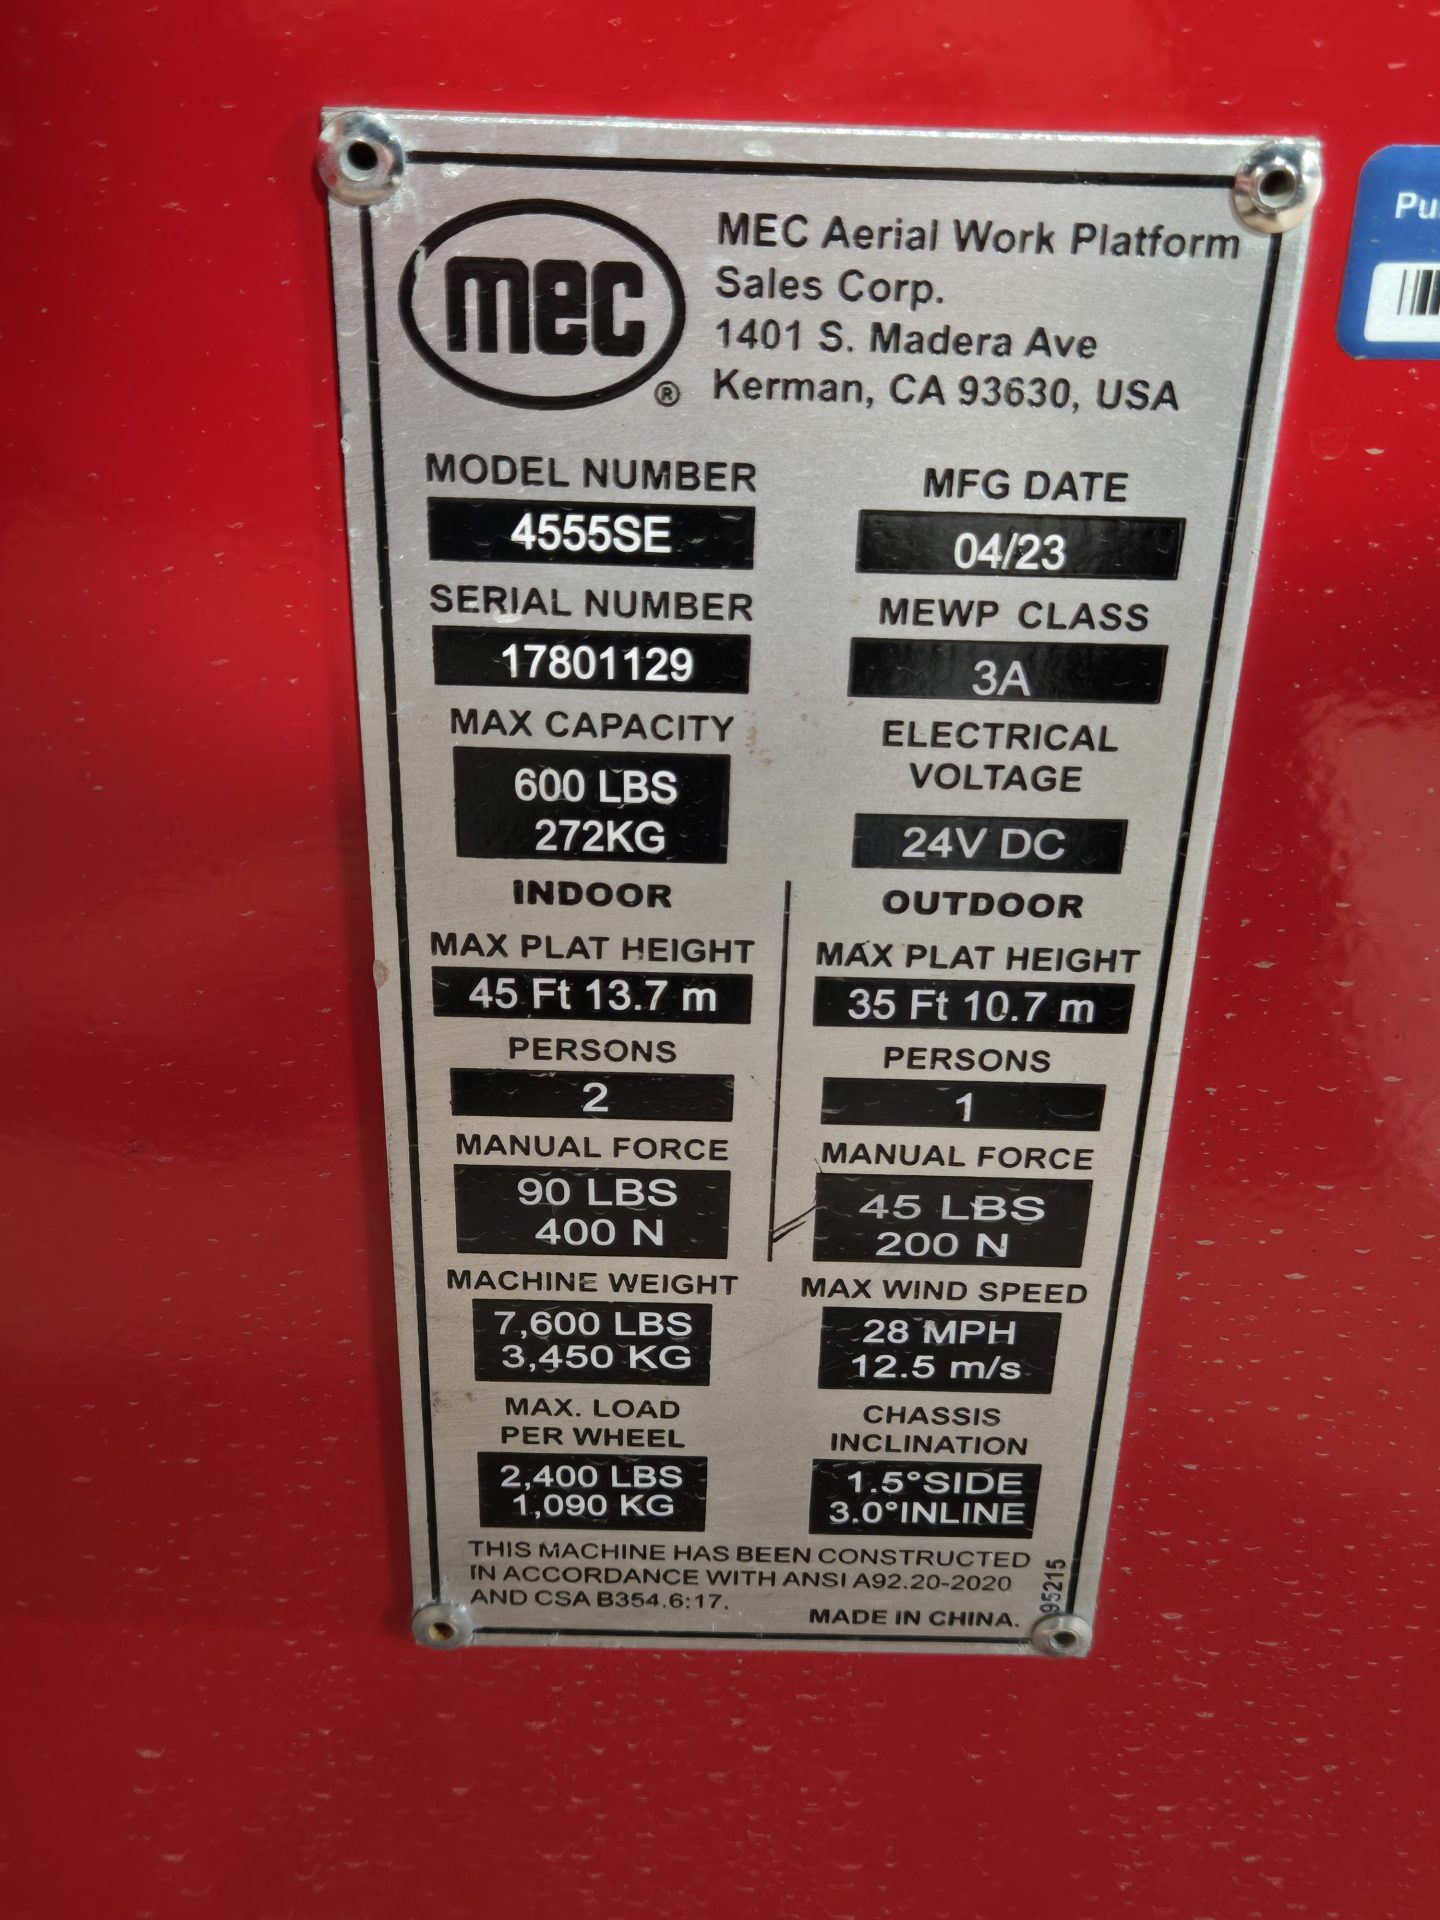 mec
®
MEC Aerial Work Platform
Sales Corp.
1401 S. Madera Ave
Kerman, CA 93630, USA
MODEL NUMBER
4555SE
MFG DATE
04/23
SERIAL NUMBER
17801129
MEWP CLASS
3A
MAX CAPACITY
600 LBS
272KG
ELECTRICAL
VOLTAGE
24V DC
INDOOR
MAX PLAT HEIGHT
45 Ft 13.7 m
PERSONS
2
MANUAL FORCE
90 LBS
400 N
OUTDOOR
MAX PLAT HEIGHT
35 Ft 10.7 m
PERSONS
1
MANUAL FORCE
45 LBS
200 N
MACHINE WEIGHT
7,600 LBS
3,450 KG
MAX WIND SPEED
28 MPH
12.5 m/s
MAX. LOAD
PER WHEEL
2,400 LBS
1,090 KG
CHASSIS
INCLINATION
1.5°SIDE
3.0°INLINE
THIS MACHINE HAS BEEN CONSTRUCTED
IN ACCORDANCE WITH ANSI A92.20-2020
AND CSA B354.6:17.
MADE IN CHINA.
95215